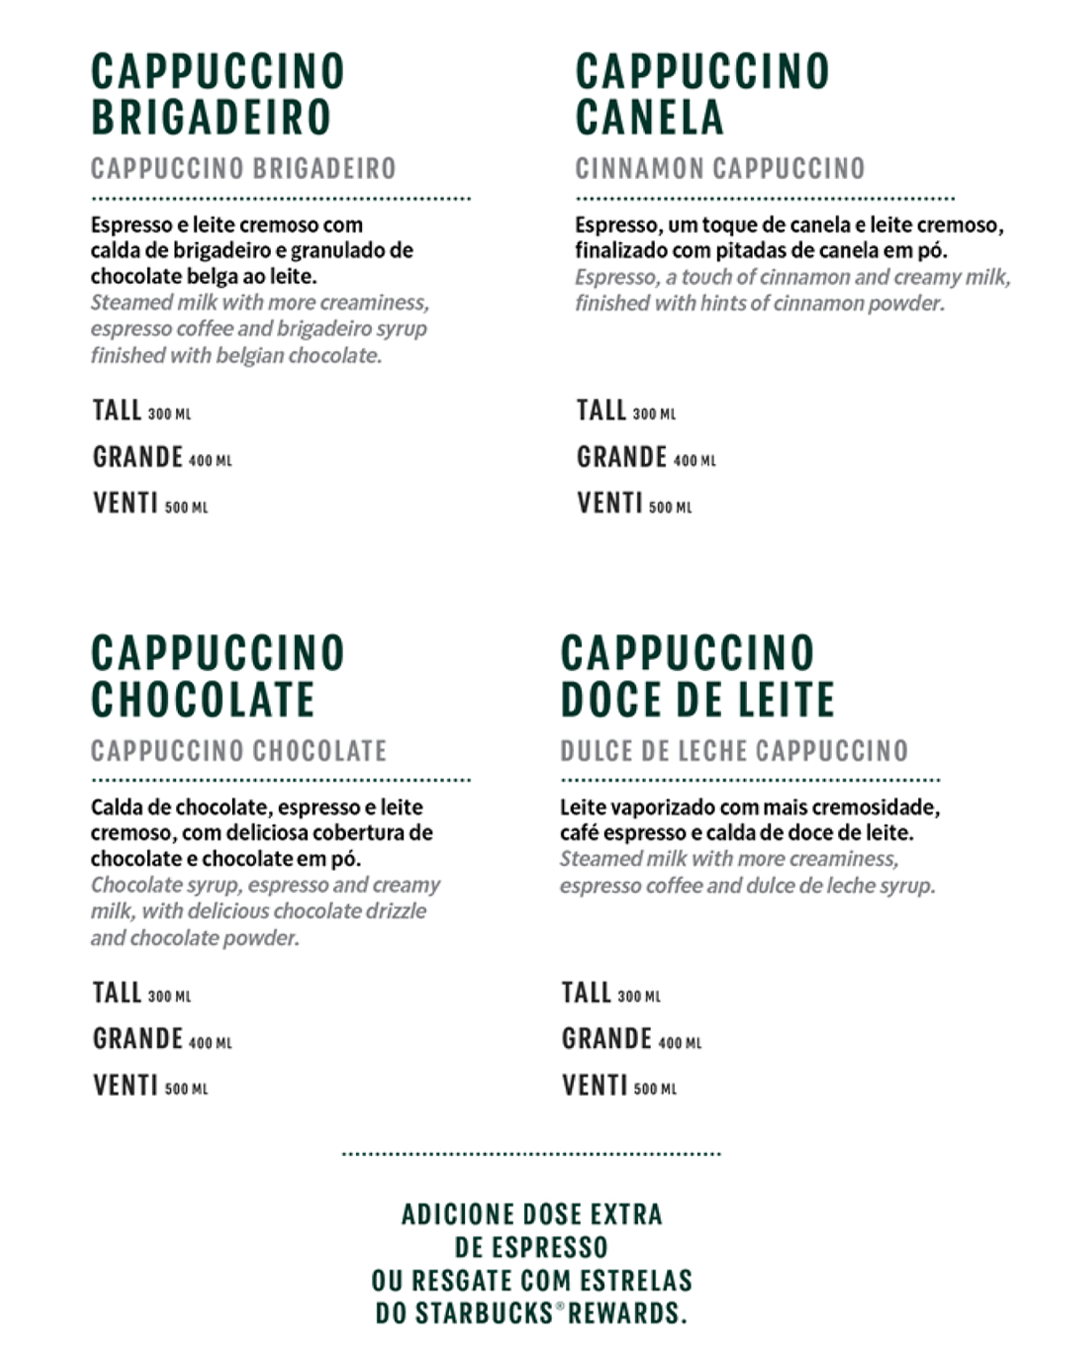 CAPPUCCINO
BRIGADEIRO
CAPPUCCINO BRIGADEIRO
Espresso e leite cremoso com
calda de brigadeiro e granulado de
chocolate belga ao leite.
Steamed milk with more creaminess,
espresso coffee and brigadeiro syrup
finished with belgian chocolate.
TALL 300 ML
GRANDE 400 ML
VENTI 500 ML
CAPPUCCINO
CANELA
CINNAMON CAPPUCCINO
Espresso, um toque de canela e leite cremoso,
finalizado com pitadas de canela em pó.
Espresso, a touch of cinnamon and creamy milk,
finished with hints of cinnamon powder.
TALL 300 ML
GRANDE 400 ML
VENTI 500 ML
CAPPUCCINO
CHOCOLATE
CAPPUCCINO CHOCOLATE
Calda de chocolate, espresso e leite
cremoso, com deliciosa cobertura de
chocolate e chocolate em pó.
Chocolate syrup, espresso and creamy
milk, with delicious chocolate drizzle
and chocolate powder.
TALL 300 ML
GRANDE 400 ML
VENTI 500 ML
CAPPUCCINO
DOCE DE LEITE
DULCE DE LECHE CAPPUCCINO
Leite vaporizado com mais cremosidade,
café espresso e calda de doce de leite.
Steamed milk with more creaminess,
espresso coffee and dulce de leche syrup.
TALL 300 ML
GRANDE 400 ML
VENTI 500 ML
ADICIONE DOSE EXTRA
DE ESPRESSO
OU RESGATE COM ESTRELAS
DO STARBUCKS® REWARDS.